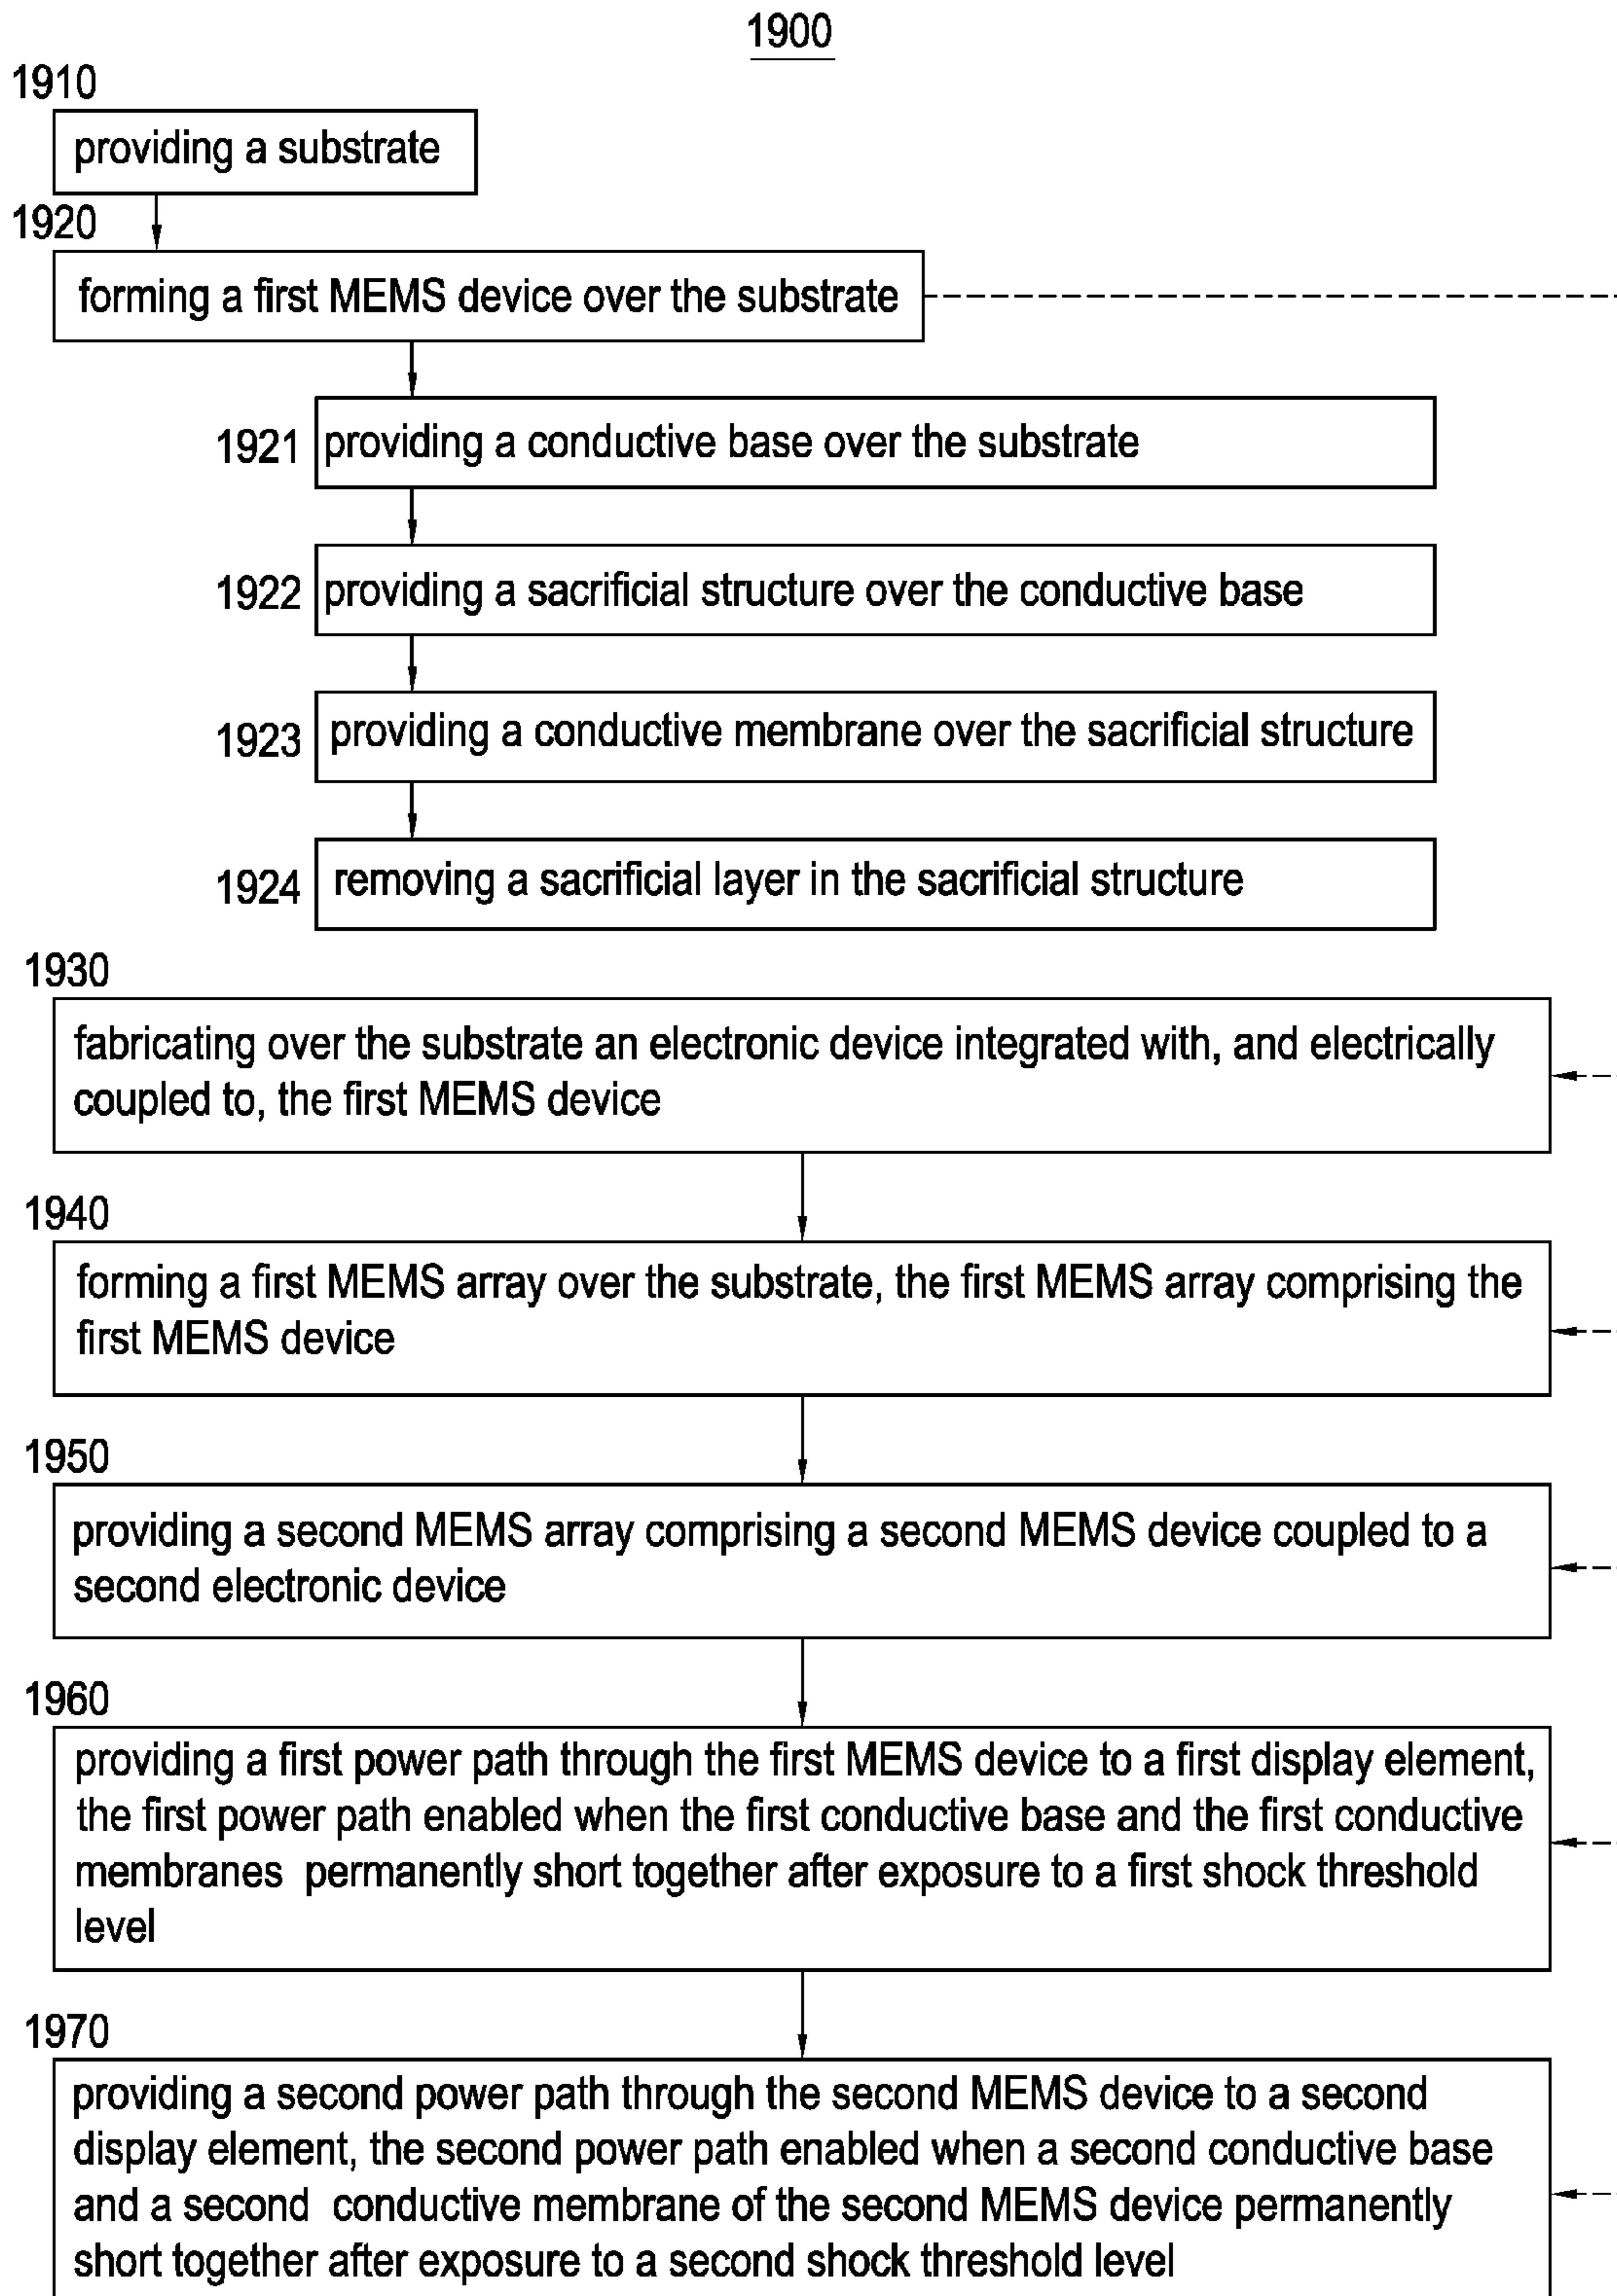 1900
1910
providing a substrate
1920
forming a first MEMS device over the substrate
1921
providing a conductive base over the substrate
1922
providing a sacrificial structure over the conductive base
1923
providing a conductive membrane over the sacrificial structure
1924
removing a sacrificial layer in the sacrificial structure
1930
fabricating over the substrate an electronic device integrated with, and electrically
coupled to, the first MEMS device
1940
forming a first MEMS array over the substrate, the first MEMS array comprising the
first MEMS device
1950
providing a second MEMS array comprising a second MEMS device coupled to a
second electronic device
1960
providing a first power path through the first MEMS device to a first display element,
the first power path enabled when the first conductive base and the first conductive
membranes permanently short together after exposure to a first shock threshold
level
1970
providing a second power path through the second MEMS device to a second
display element, the second power path enabled when a second conductive base
and a second conductive membrane of the second MEMS device permanently
short together after exposure to a second shock threshold level